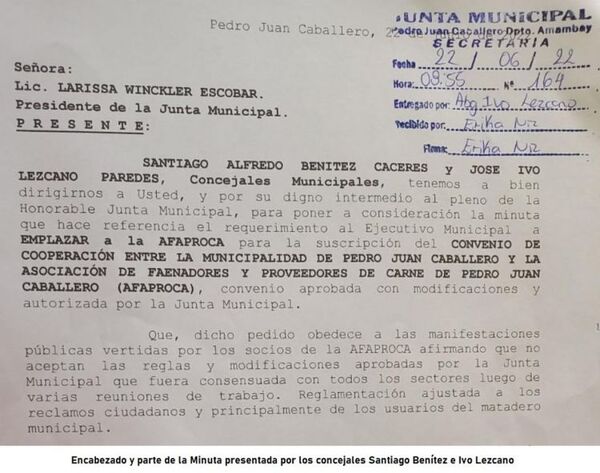 Pedro Juan Caballero, 22 de junio de 2022
JUNTA MUNICIPAL
Pedro Juan Caballero-Dpto. Amambay
SECRETARIA
Fecha 22 / 06 / 22
Hora: 08:55 Nº 164
Entregado por: Abg Ivo Lezcano
Recibido por: Erika Nz
Firma: Erika Nz
Señora:
Lic. LARISSA WINCKLER ESCOBAR.
Presidente de la Junta Municipal.
P R E S E N T E:
SANTIAGO ALFREDO BENITEZ CACERES y JOSE IVO
LEZCANO PAREDES, Concejales Municipales, tenemos a bien
dirigirnos a Usted, y por su digno intermedio al pleno de la
Honorable Junta Municipal, para poner a consideración la minuta
que hace referencia el requerimiento al Ejecutivo Municipal a
EMPLAZAR a la AFAPROCA para la suscripción del CONVENIO DE
COOPERACIÓN ENTRE LA MUNICIPALIDAD DE PEDRO JUAN CABALLERO Y LA
ASOCIACIÓN DE FAENADORES Y PROVEEDORES DE CARNE DE PEDRO JUAN
CABALLERO (AFAPROCA), convenio aprobada con modificaciones y
autorizada por la Junta Municipal.
Que, dicho pedido obedece a las manifestaciones
públicas vertidas por los socios de la AFAPROCA afirmando que no
aceptan las reglas y modificaciones aprobadas por la Junta
Municipal que fuera consensuada con todos los sectores luego de
varias reuniones de trabajo. Reglamentación ajustada a los
reclamos ciudadanos y principalmente de los usuarios del matadero
municipal.
Encabezado y parte de la Minuta presentada por los concejales Santiago Benítez e Ivo Lezcano